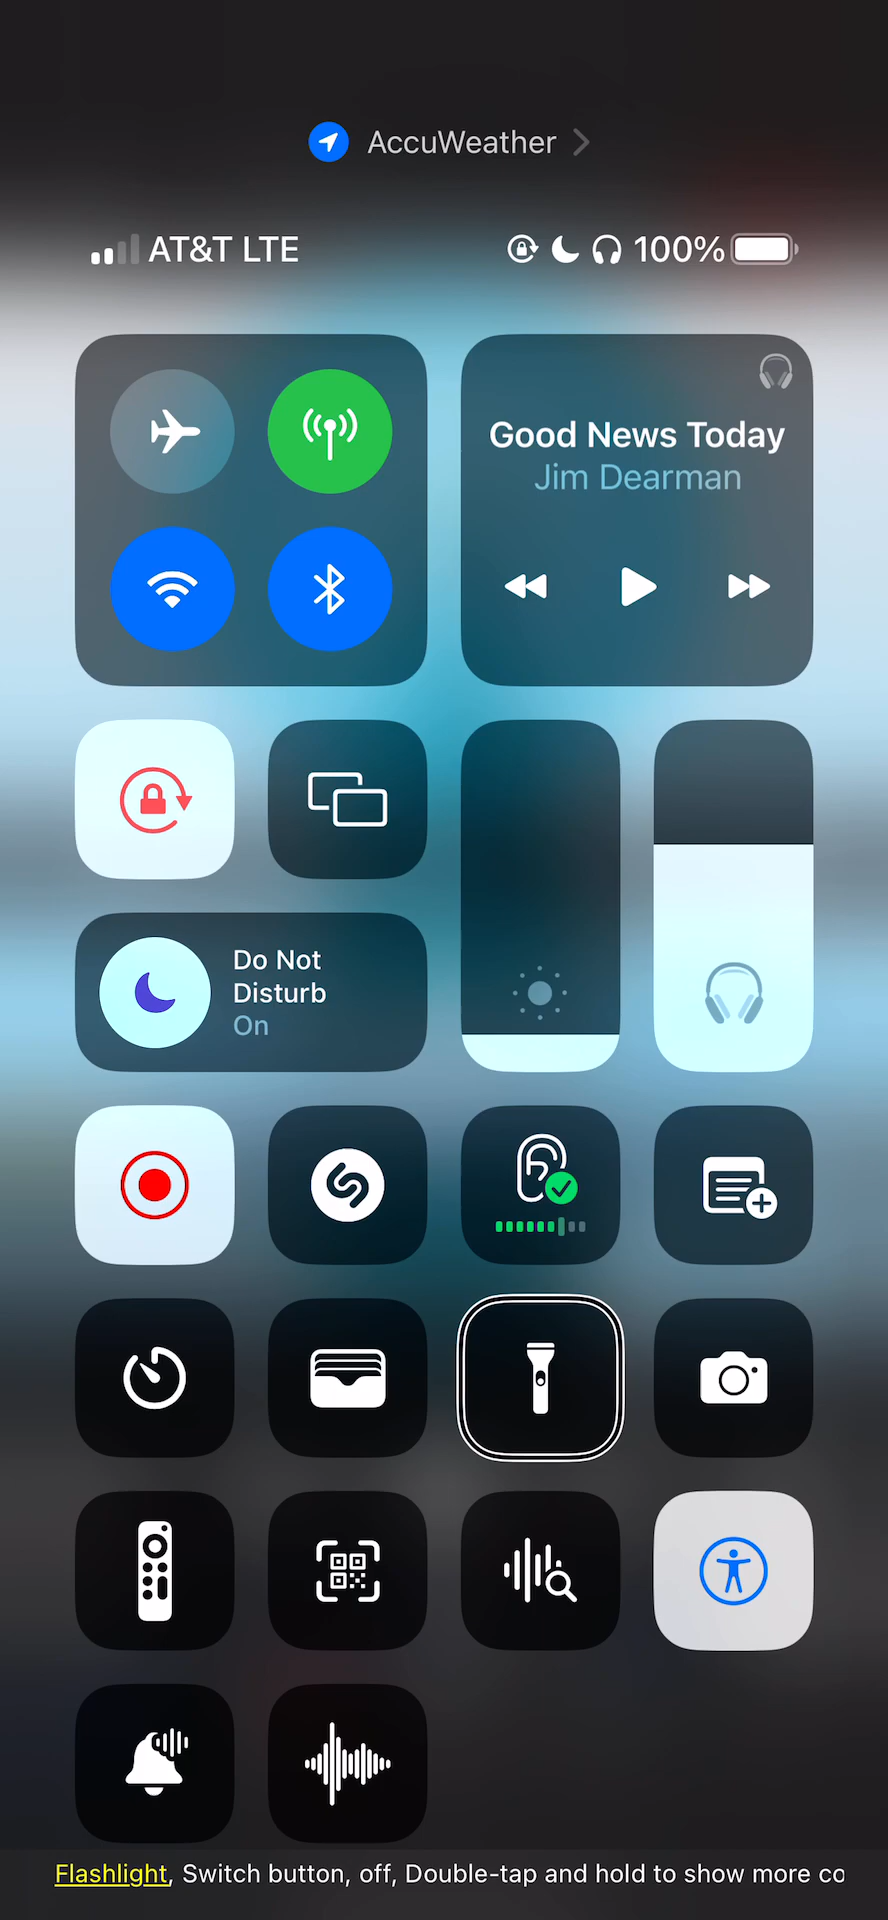 AccuWeather
AT&T LTE 100%
Good News Today
Jim Dearman
Do Not
Disturb
On
Flashlight, Switch button, off, Double-tap and hold to show more co